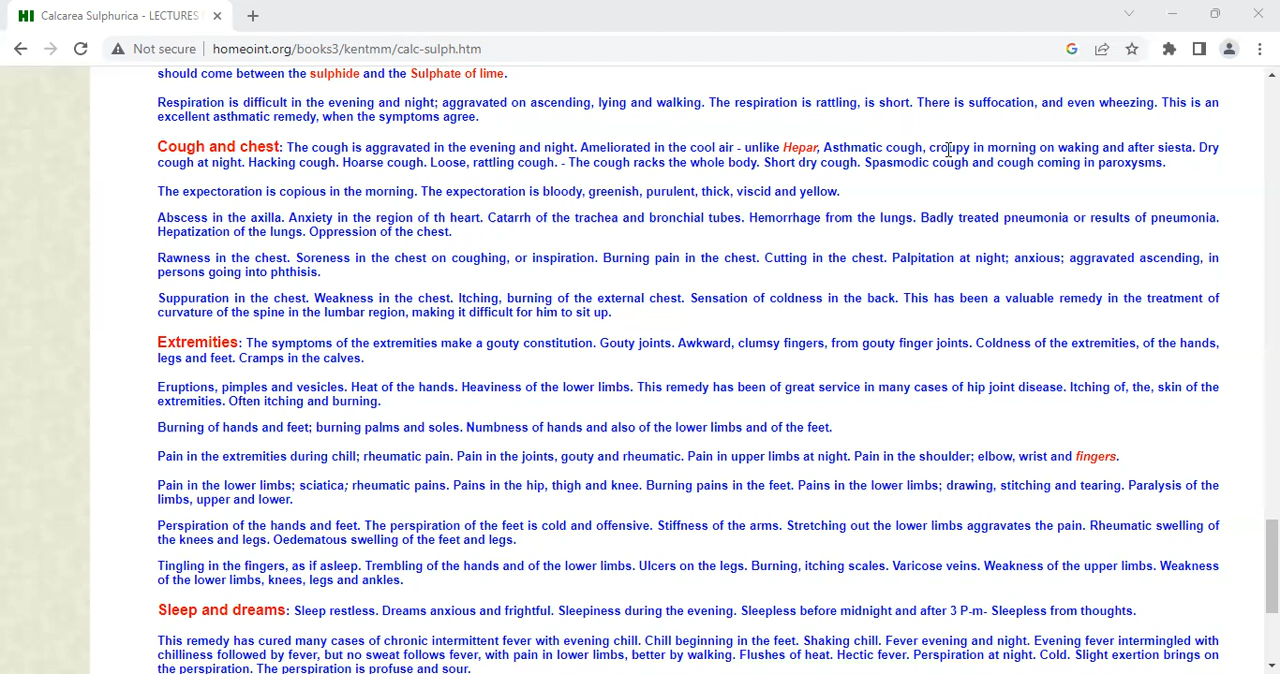 HI Calcarea Sulphurica - LECTURES
Not secure homeoint.org/books3/kentmm/calc-sulph.htm
should come between the sulphide and the Sulphate of lime.
Respiration is difficult in the evening and night; aggravated on ascending, lying and walking. The respiration is rattling, is short. There is suffocation, and even wheezing. This is an
excellent asthmatic remedy, when the symptoms agree.
Cough and chest: The cough is aggravated in the evening and night. Ameliorated in the cool air - unlike Hepar, Asthmatic cough, croupy in morning on waking and after siesta. Dry
cough at night. Hacking cough. Hoarse cough. Loose, rattling cough. - The cough racks the whole body. Short dry cough. Spasmodic cough and cough coming in paroxysms.
The expectoration is copious in the morning. The expectoration is bloody, greenish, purulent, thick, viscid and yellow.
Abscess in the axilla. Anxiety in the region of th heart. Catarrh of the trachea and bronchial tubes. Hemorrhage from the lungs. Badly treated pneumonia or results of pneumonia.
Hepatization of the lungs. Oppression of the chest.
Rawness in the chest. Soreness in the chest on coughing, or inspiration. Burning pain in the chest. Cutting in the chest. Palpitation at night; anxious; aggravated ascending, in
persons going into phthisis.
Suppuration in the chest. Weakness in the chest. Itching, burning of the external chest. Sensation of coldness in the back. This has been a valuable remedy in the treatment of
curvature of the spine in the lumbar region, making it difficult for him to sit up.
Extremities: The symptoms of the extremities make a gouty constitution. Gouty joints. Awkward, clumsy fingers, from gouty finger joints. Coldness of the extremities, of the hands,
legs and feet. Cramps in the calves.
Eruptions, pimples and vesicles. Heat of the hands. Heaviness of the lower limbs. This remedy has been of great service in many cases of hip joint disease. Itching of, the, skin of the
extremities. Often itching and burning.
Burning of hands and feet; burning palms and soles. Numbness of hands and also of the lower limbs and of the feet.
Pain in the extremities during chill; rheumatic pain. Pain in the joints, gouty and rheumatic. Pain in upper limbs at night. Pain in the shoulder; elbow, wrist and fingers.
Pain in the lower limbs; sciatica; rheumatic pains. Pains in the hip, thigh and knee. Burning pains in the feet. Pains in the lower limbs; drawing, stitching and tearing. Paralysis of the
limbs, upper and lower.
Perspiration of the hands and feet. The perspiration of the feet is cold and offensive. Stiffness of the arms. Stretching out the lower limbs aggravates the pain. Rheumatic swelling of
the knees and legs. Oedematous swelling of the feet and legs.
Tingling in the fingers, as if asleep. Trembling of the hands and of the lower limbs. Ulcers on the legs. Burning, itching scales. Varicose veins. Weakness of the upper limbs. Weakness
of the lower limbs, knees, legs and ankles.
Sleep and dreams: Sleep restless. Dreams anxious and frightful. Sleepiness during the evening. Sleepless before midnight and after 3 P-m- Sleepless from thoughts.
This remedy has cured many cases of chronic intermittent fever with evening chill. Chill beginning in the feet. Shaking chill. Fever evening and night. Evening fever intermingled with
chilliness followed by fever, but no sweat follows fever, with pain in lower limbs, better by walking. Flushes of heat. Hectic fever. Perspiration at night. Cold. Slight exertion brings on
the perspiration. The perspiration is profuse and sour.